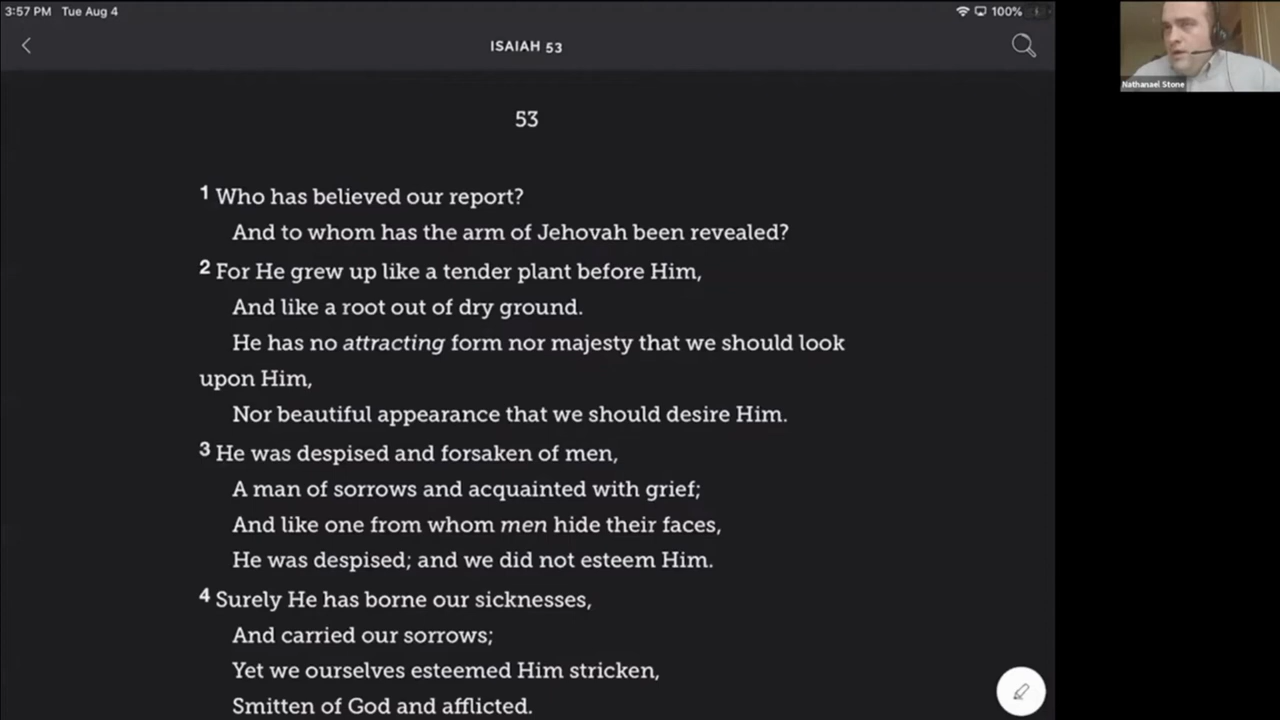 3:57 PM Tue Aug 4
100%
ISAIAH 53
Nathanael Stone
53
1 Who has believed our report?
And to whom has the arm of Jehovah been revealed?
2 For He grew up like a tender plant before Him,
And like a root out of dry ground.
He has no attracting form nor majesty that we should look
upon Him,
Nor beautiful appearance that we should desire Him.
3 He was despised and forsaken of men,
A man of sorrows and acquainted with grief;
And like one from whom men hide their faces,
He was despised; and we did not esteem Him.
4 Surely He has borne our sicknesses,
And carried our sorrows;
Yet we ourselves esteemed Him stricken,
Smitten of God and afflicted.